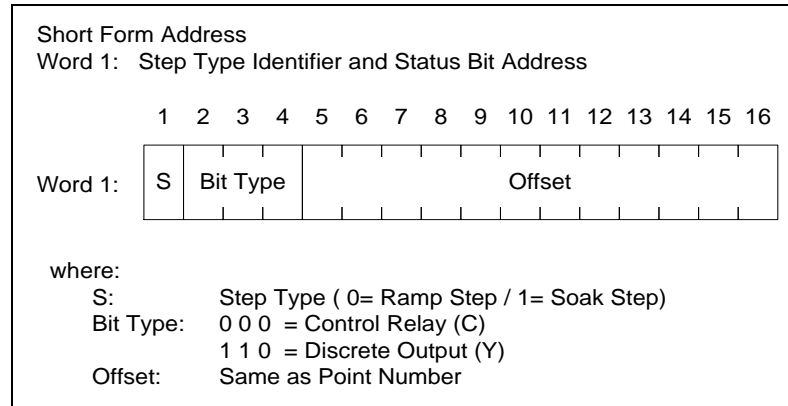 Short Form Address
Word 1: Step Type Identifier and Status Bit Address
1 2 3 4 5 6 7 8 9 10 11 12 13 14 15 16
Word 1: S Bit Type Offset
where:
S: Step Type ( 0= Ramp Step / 1= Soak Step)
Bit Type: 0 0 0 = Control Relay (C)
1 1 0 = Discrete Output (Y)
Offset: Same as Point Number